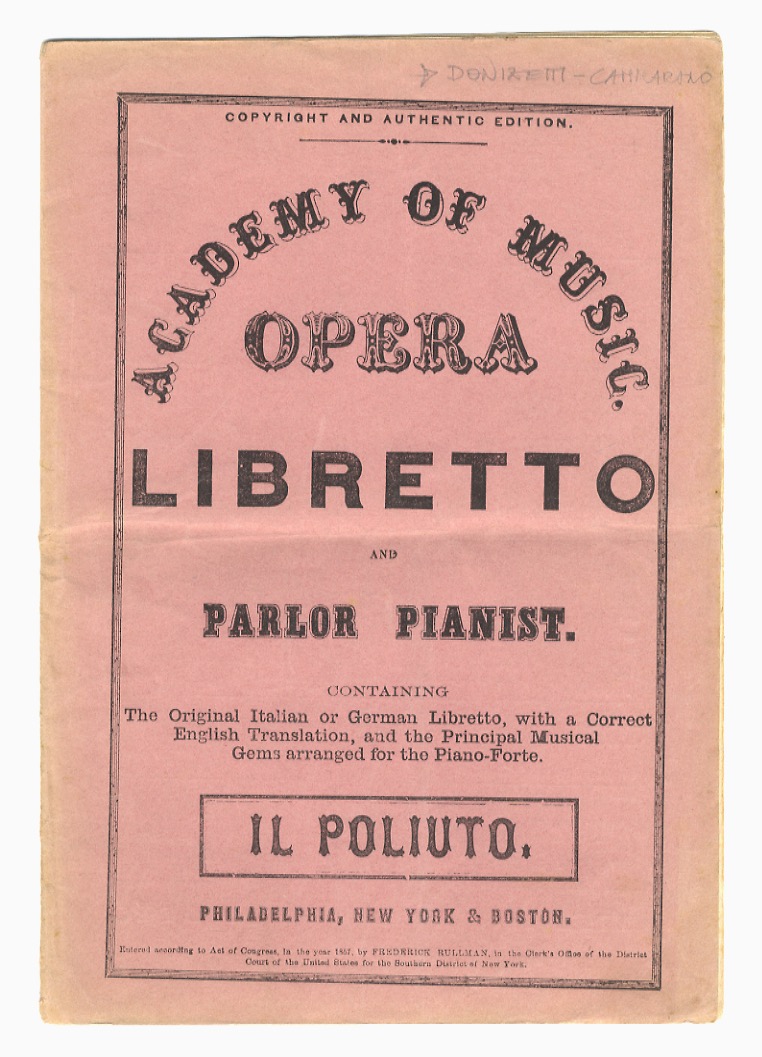 DONIZETTI - CAMMARANO
COPYRIGHT AND AUTHENTIC EDITION.
ACADEMY OF MUSIC.
OPERA
LIBRETTO
AND
PARLOR PIANIST.
CONTAINING
The Original Italian or German Libretto, with a Correct
English Translation, and the Principal Musical
Gems arranged for the Piano-Forte.
IL POLIUTO.
PHILADELPHIA, NEW YORK & BOSTON.
Entered according to Act of Congress, in the year 1857, by FREDERICK RULLMAN, in the Clerk's Office of the District
Court of the United States for the Southern District of New York.